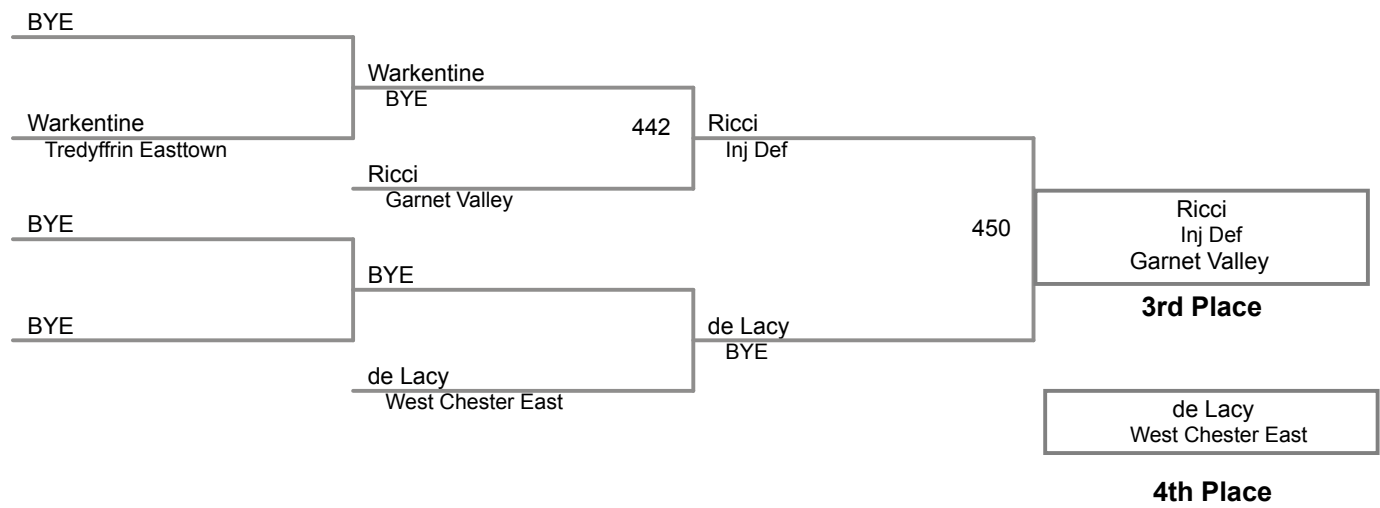 BYE
Warkentine
BYE
Warkentine
Tredyffrin Easttown
442
Ricci
Inj Def
Ricci
Garnet Valley
BYE
450
Ricci
Inj Def
Garnet Valley
BYE
3rd Place
BYE
de Lacy
BYE
de Lacy
West Chester East
de Lacy
West Chester East
4th Place